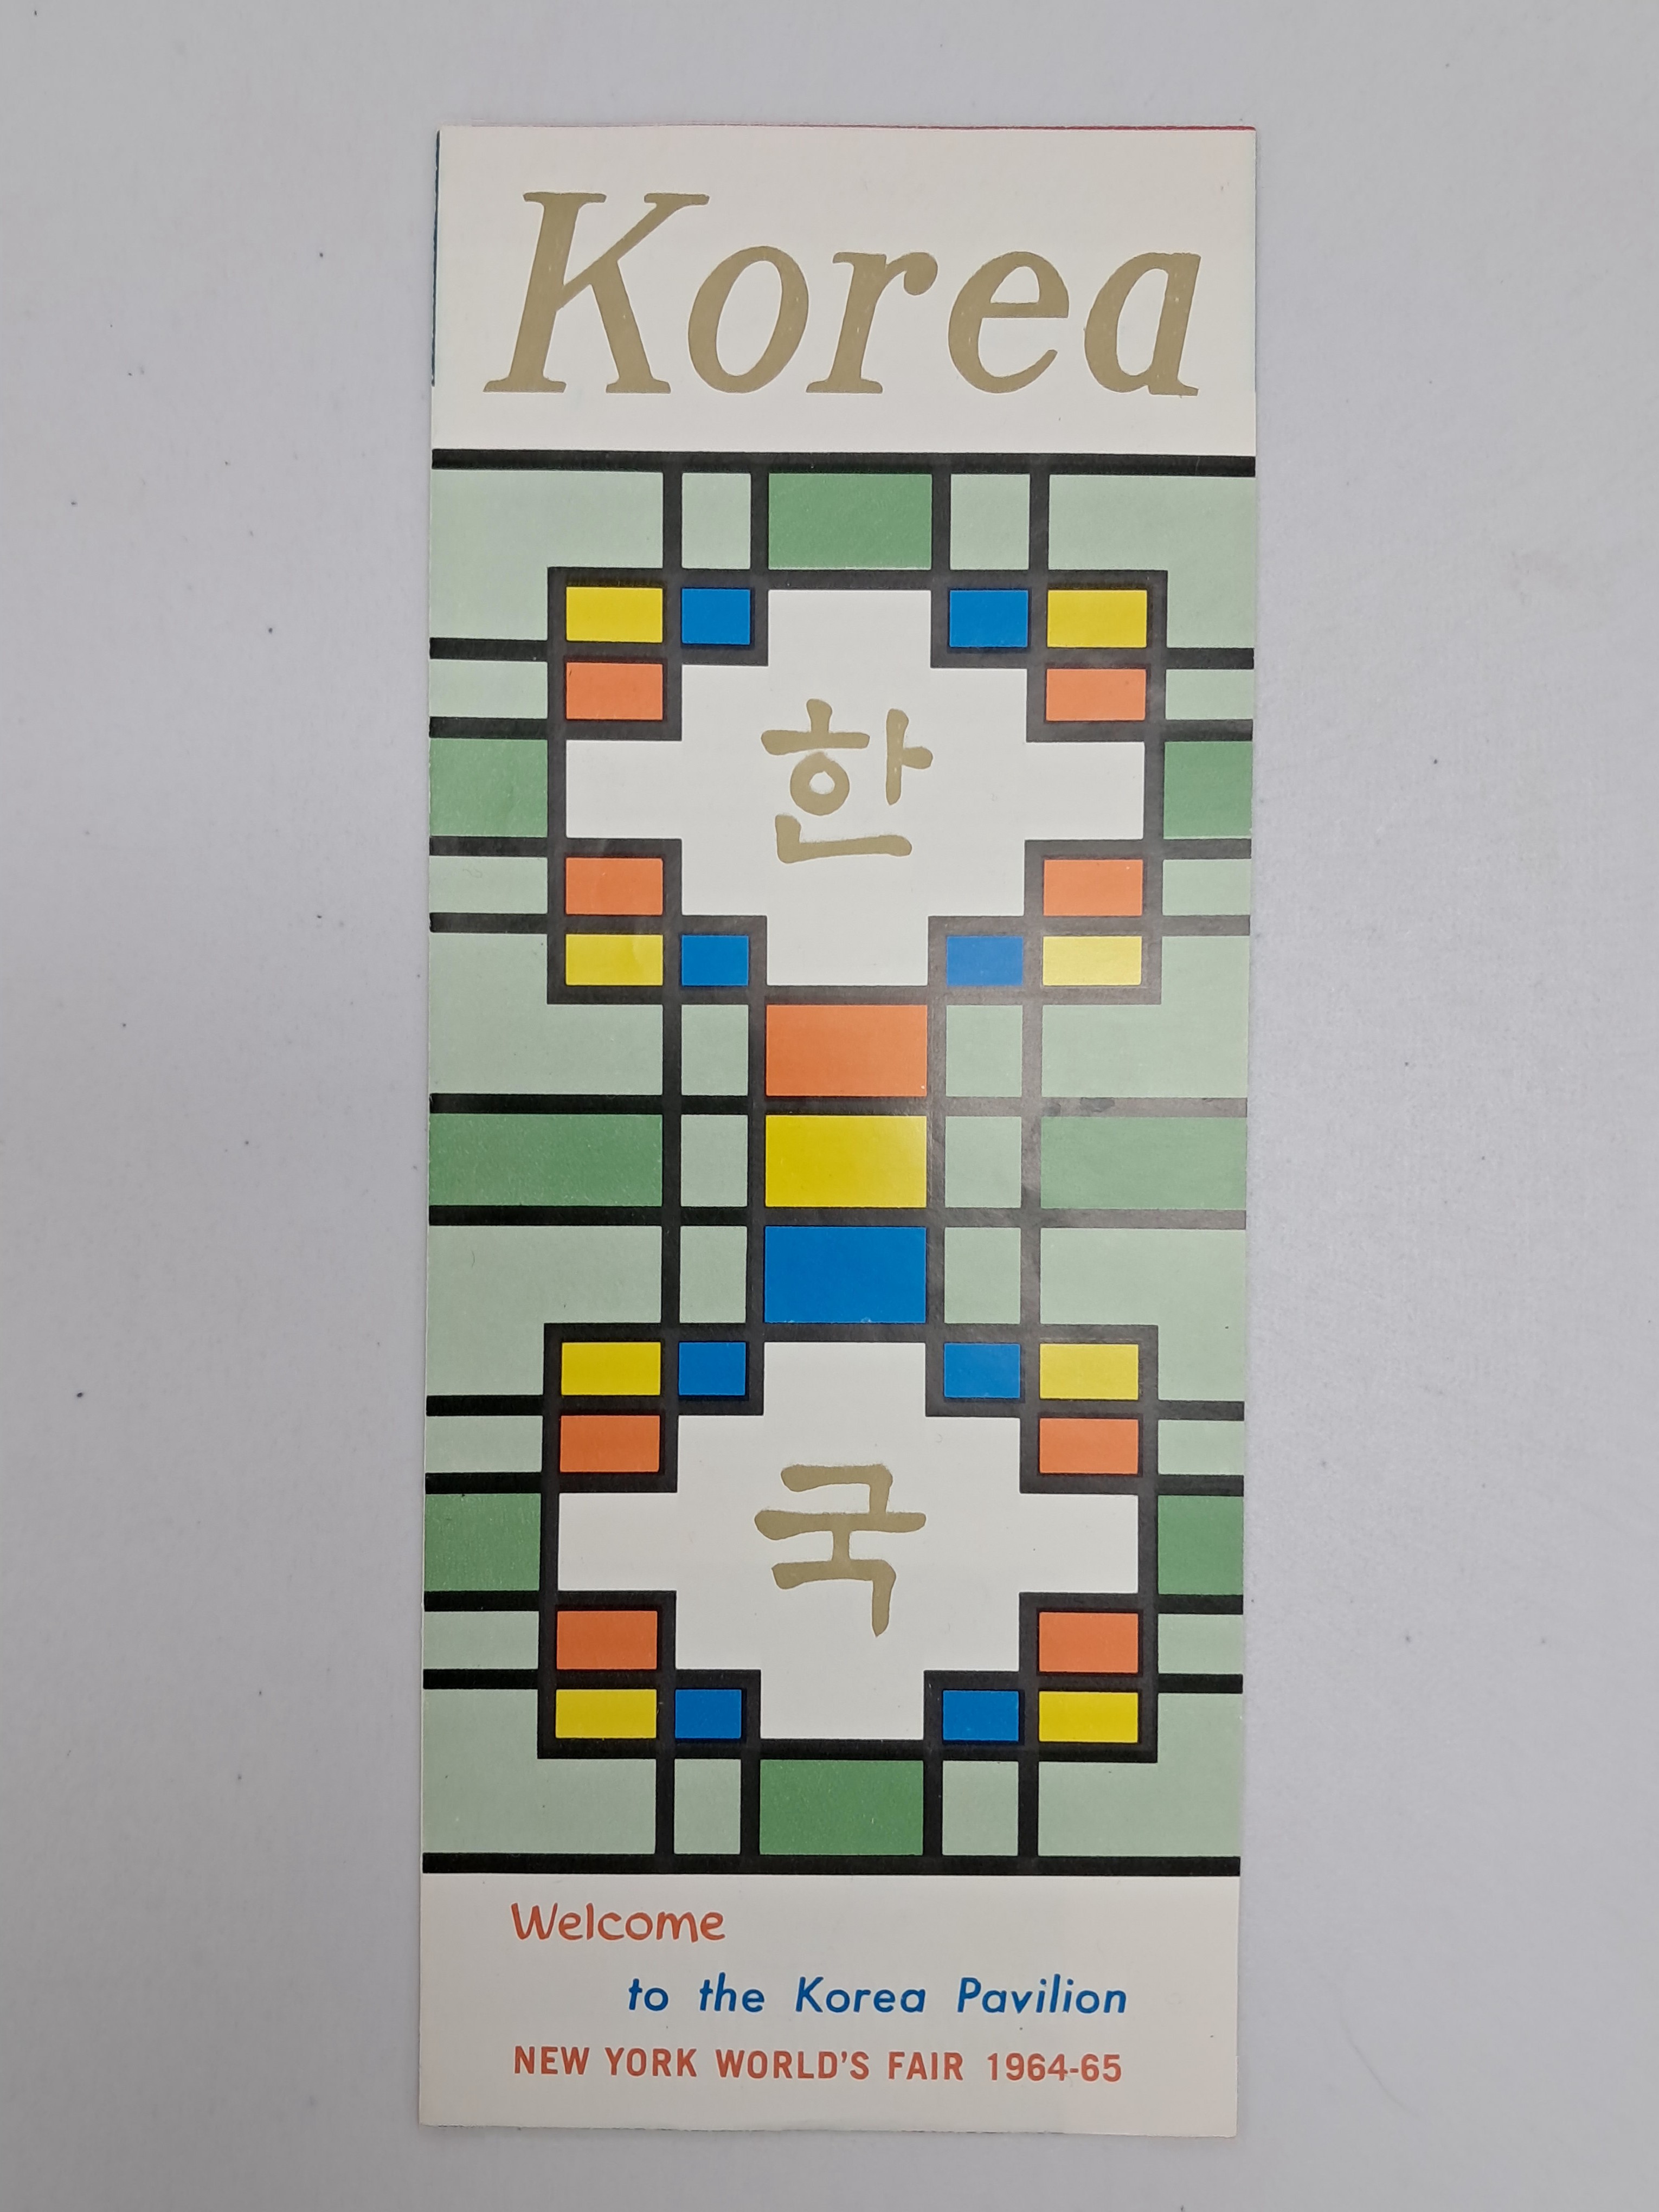 Korea
한
국
Welcome
to the Korea Pavilion
NEW YORK WORLD'S FAIR 1964-65